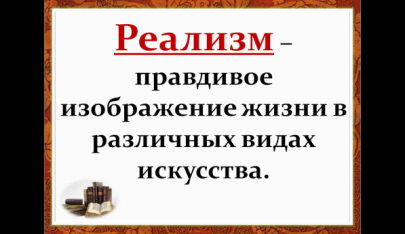 Реализм –
правдивое
изображение жизни в
различных видах
искусства.